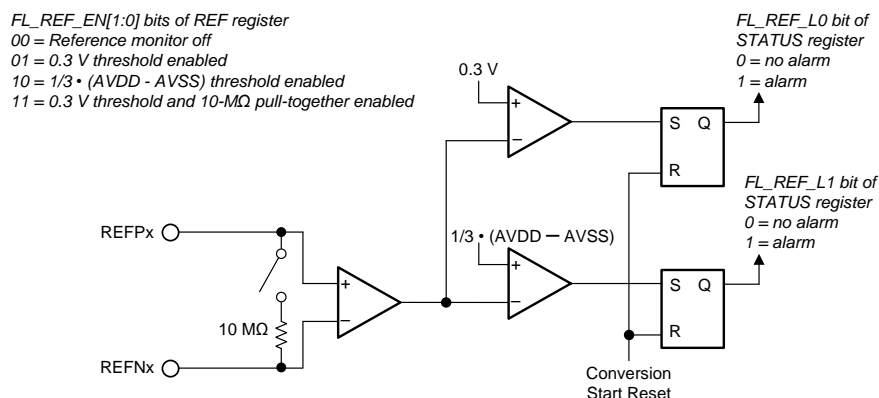 FL_REF_EN[1:0] bits of REF register
00 = Reference monitor off
01 = 0.3 V threshold enabled
10 = 1/3 • (AVDD - AVSS) threshold enabled
11 = 0.3 V threshold and 10-MΩ pull-together enabled
FL_REF_L0 bit of
STATUS register
0 = no alarm
1 = alarm
0.3 V
+
−
S Q
R
FL_REF_L1 bit of
STATUS register
0 = no alarm
1 = alarm
REFPx
1/3 • (AVDD − AVSS)
+
−
S Q
R
+
−
10 MΩ
REFNx
Conversion
Start Reset